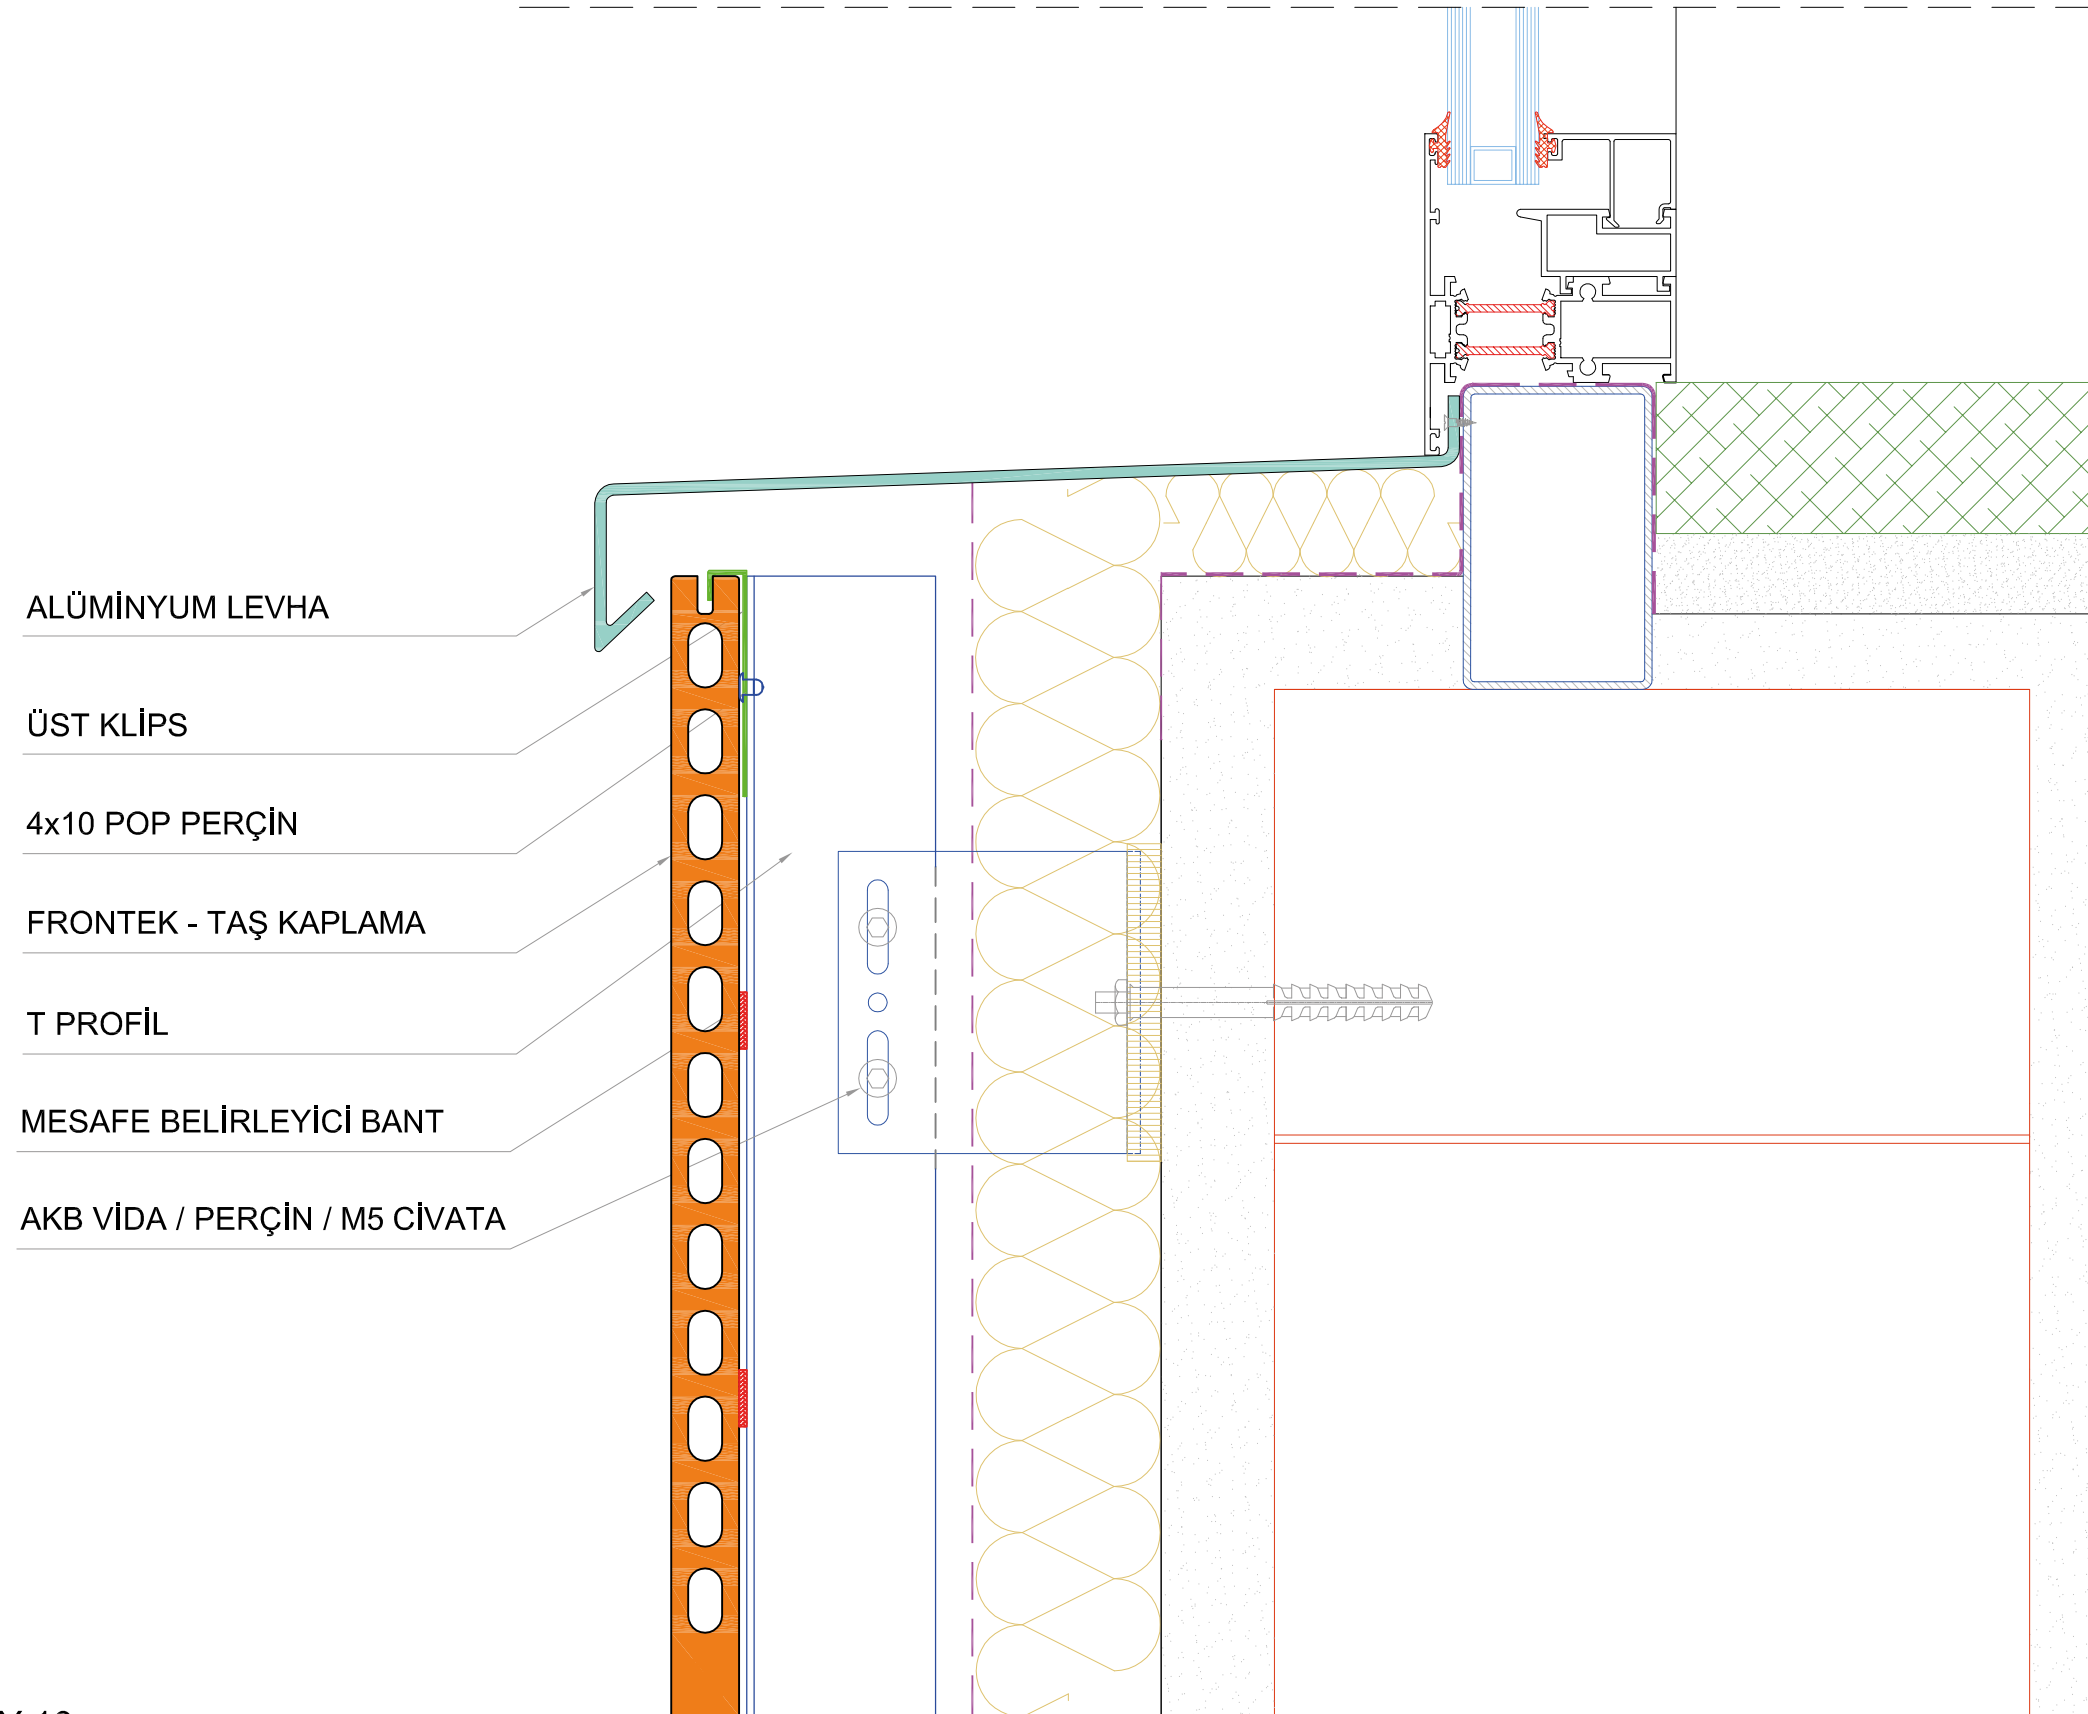 ALÜMİNYUM LEVHA
ÜST KLİPS
4x10 POP PERÇİN
FRONTEK - TAŞ KAPLAMA
T PROFİL
MESAFE BELİRLEYİCİ BANT
AKB VİDA / PERÇİN / M5 CİVATA